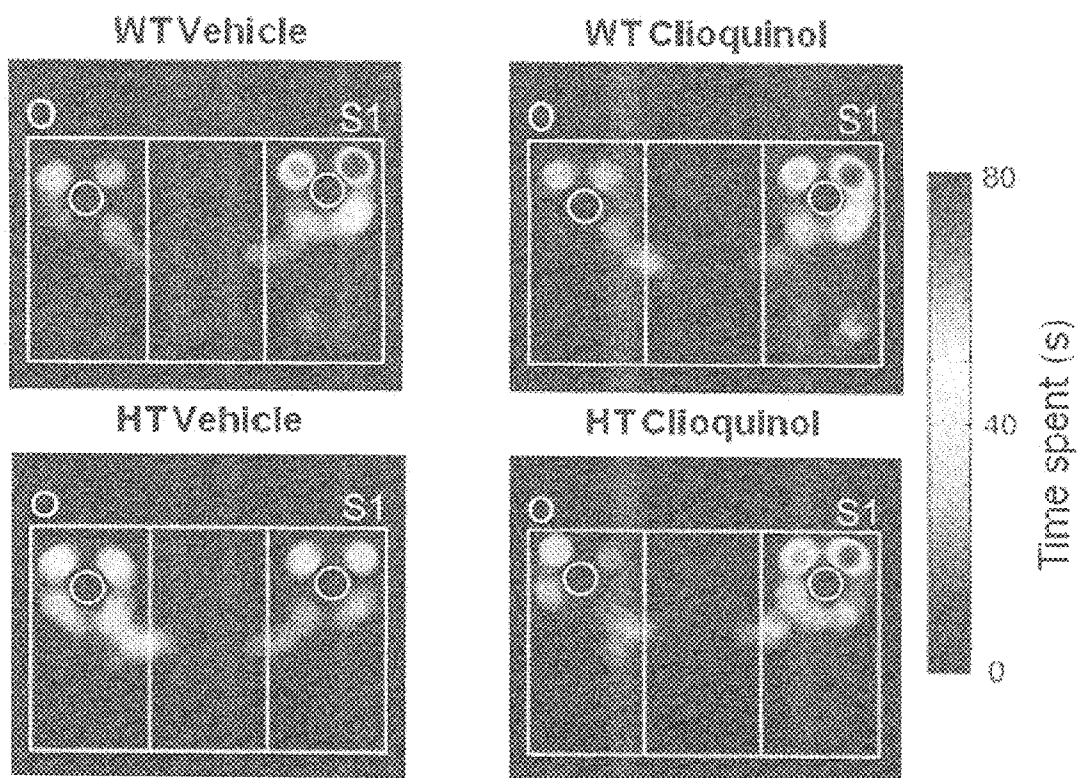 WT Vehicle
WT Clioquinol
O S1
O S1
80
40
0
Time spent (s)
HT Vehicle
HT Clioquinol
O S1
O S1